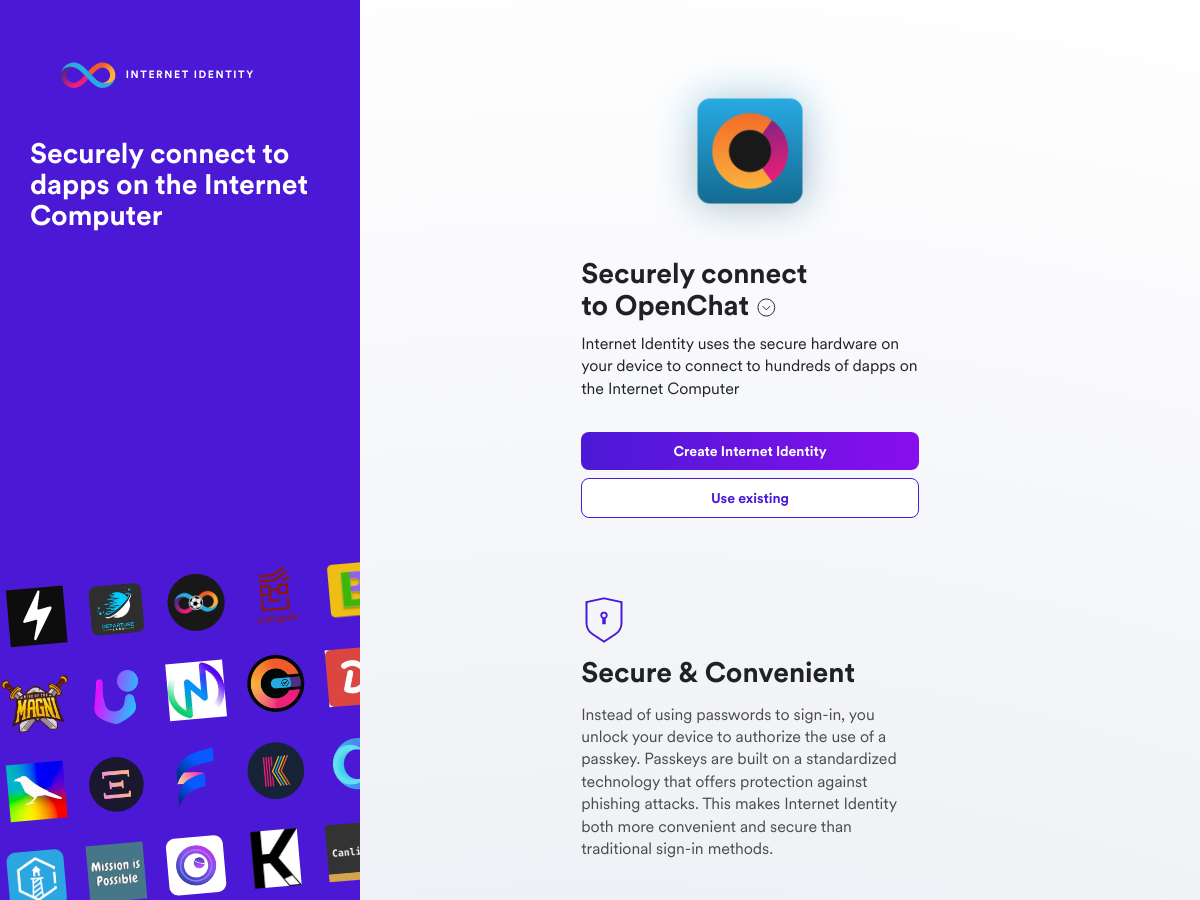 INTERNET IDENTITY
Securely connect to
dapps on the Internet
Computer
DEPARTURE
LABS
MAGNI
Mission is
Possible
Canli
Securely connect
to OpenChat
Internet Identity uses the secure hardware on
your device to connect to hundreds of dapps on
the Internet Computer
Create Internet Identity
Use existing
Secure & Convenient
Instead of using passwords to sign-in, you
unlock your device to authorize the use of a
passkey. Passkeys are built on a standardized
technology that offers protection against
phishing attacks. This makes Internet Identity
both more convenient and secure than
traditional sign-in methods.